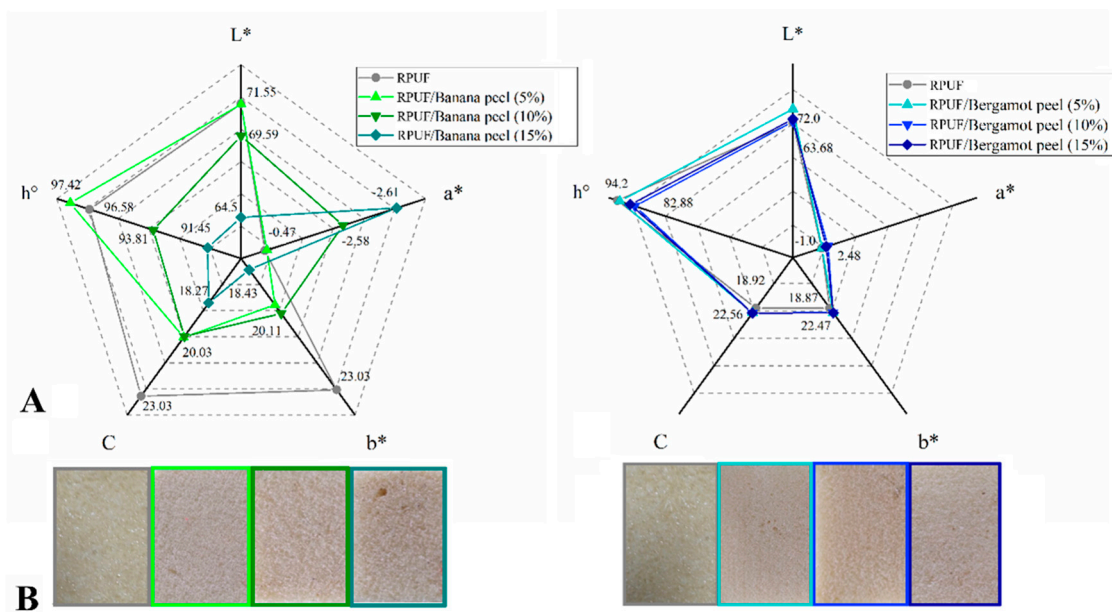 A
L*
71.55
69.59
64.5
RPUF
RPUF/Banana peel (5%)
RPUF/Banana peel (10%)
RPUF/Banana peel (15%)
-2.61
a*
-0.47
-2,58
97.42
h°
96.58
93.81
91.45
18.27
18.43
20.11
20.03
23.03
23.03
C
b*
L*
72.0
63.68
RPUF
RPUF/Bergamot peel (5%)
RPUF/Bergamot peel (10%)
RPUF/Bergamot peel (15%)
a*
94.2
h°
82.88
-1.0
2.48
18.92
18.87
22,56
22.47
C
b*
B